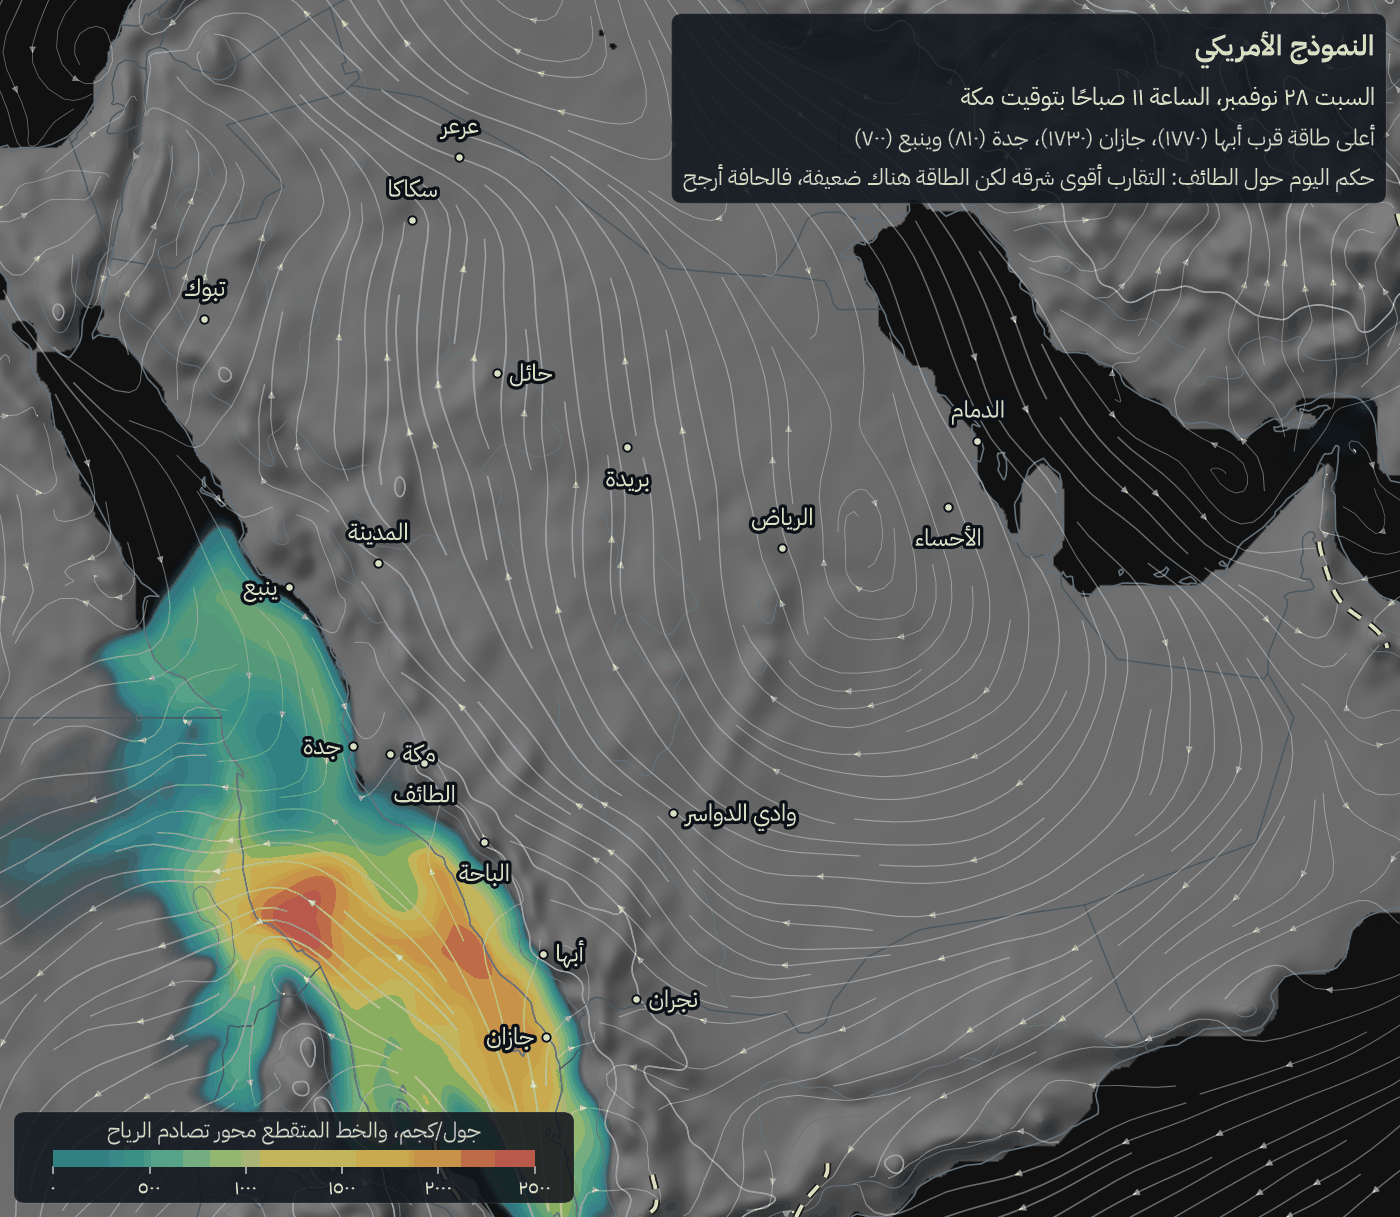 النموذج الأمريكي
السبت ٢٨ نوفمبر، الساعة ١١ صباحًا بتوقيت مكة
أعلى طاقة قرب أبها (١٧٧٠)، جازان (١٧٣٠)، جدة (٨١٠) وينبع (٧٠٠)
حكم اليوم حول الطائف: التقارب أقوى شرقه لكن الطاقة هناك ضعيفة، فالحافة أرجح
عرعر
سكاكا
تبوك
حائل
الدمام
بريدة
الرياض
المدينة
الأحساء
ينبع
جدة
مكة
الطائف
وادي الدواسر
الباحة
أبها
نجران
جازان
جول/كجم، والخط المتقطع محور تصادم الرياح
٠ ٥٠٠ ١٠٠٠ ١٥٠٠ ٢٠٠٠ ٢٥٠٠